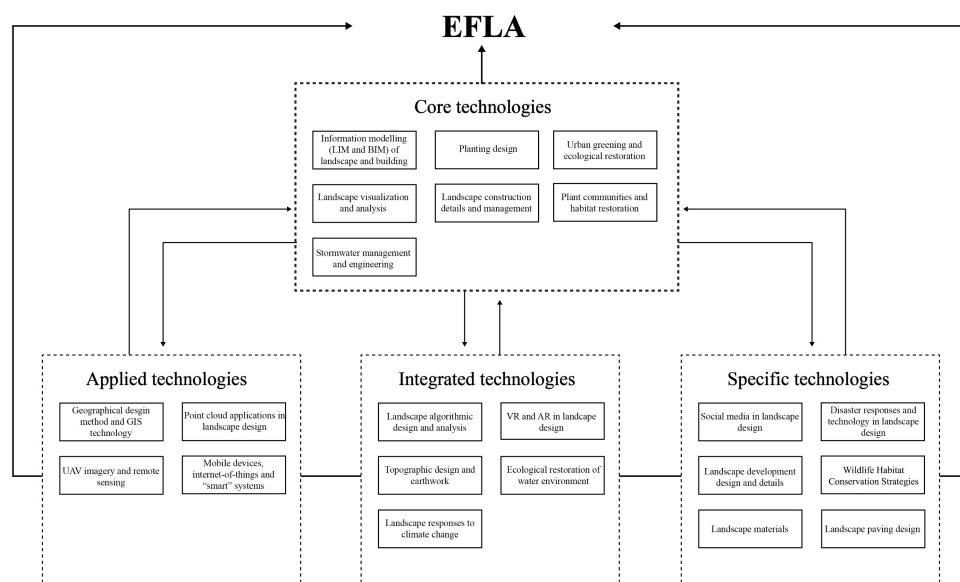 EFLA
Core technologies
Information modelling
(LIM and BIM) of
landscape and building
Planting design
Urban greening and
ecological restoration
Landscape visualization
and analysis
Landscape construction
details and management
Plant communities and
habitat restoration
Stormwater management
and engineering
Applied technologies
Geographical desgin
method and GIS
technology
Point cloud applications in
landscape design
UAV imagery and remote
sensing
Mobile devices,
internet-of-things and
“smart” systems
Integrated technologies
Landscape algorithmic
design and analysis
VR and AR in landcape
design
Topographic design and
earthwork
Ecological restoration of
water environment
Landscape responses to
climate change
Specific technologies
Social media in landscape
design
Disaster responses and
technology in landscape
design
Landscape development
design and details
Wildlife Habitat
Conservation Strategies
Landscape materials
Landscape paving design